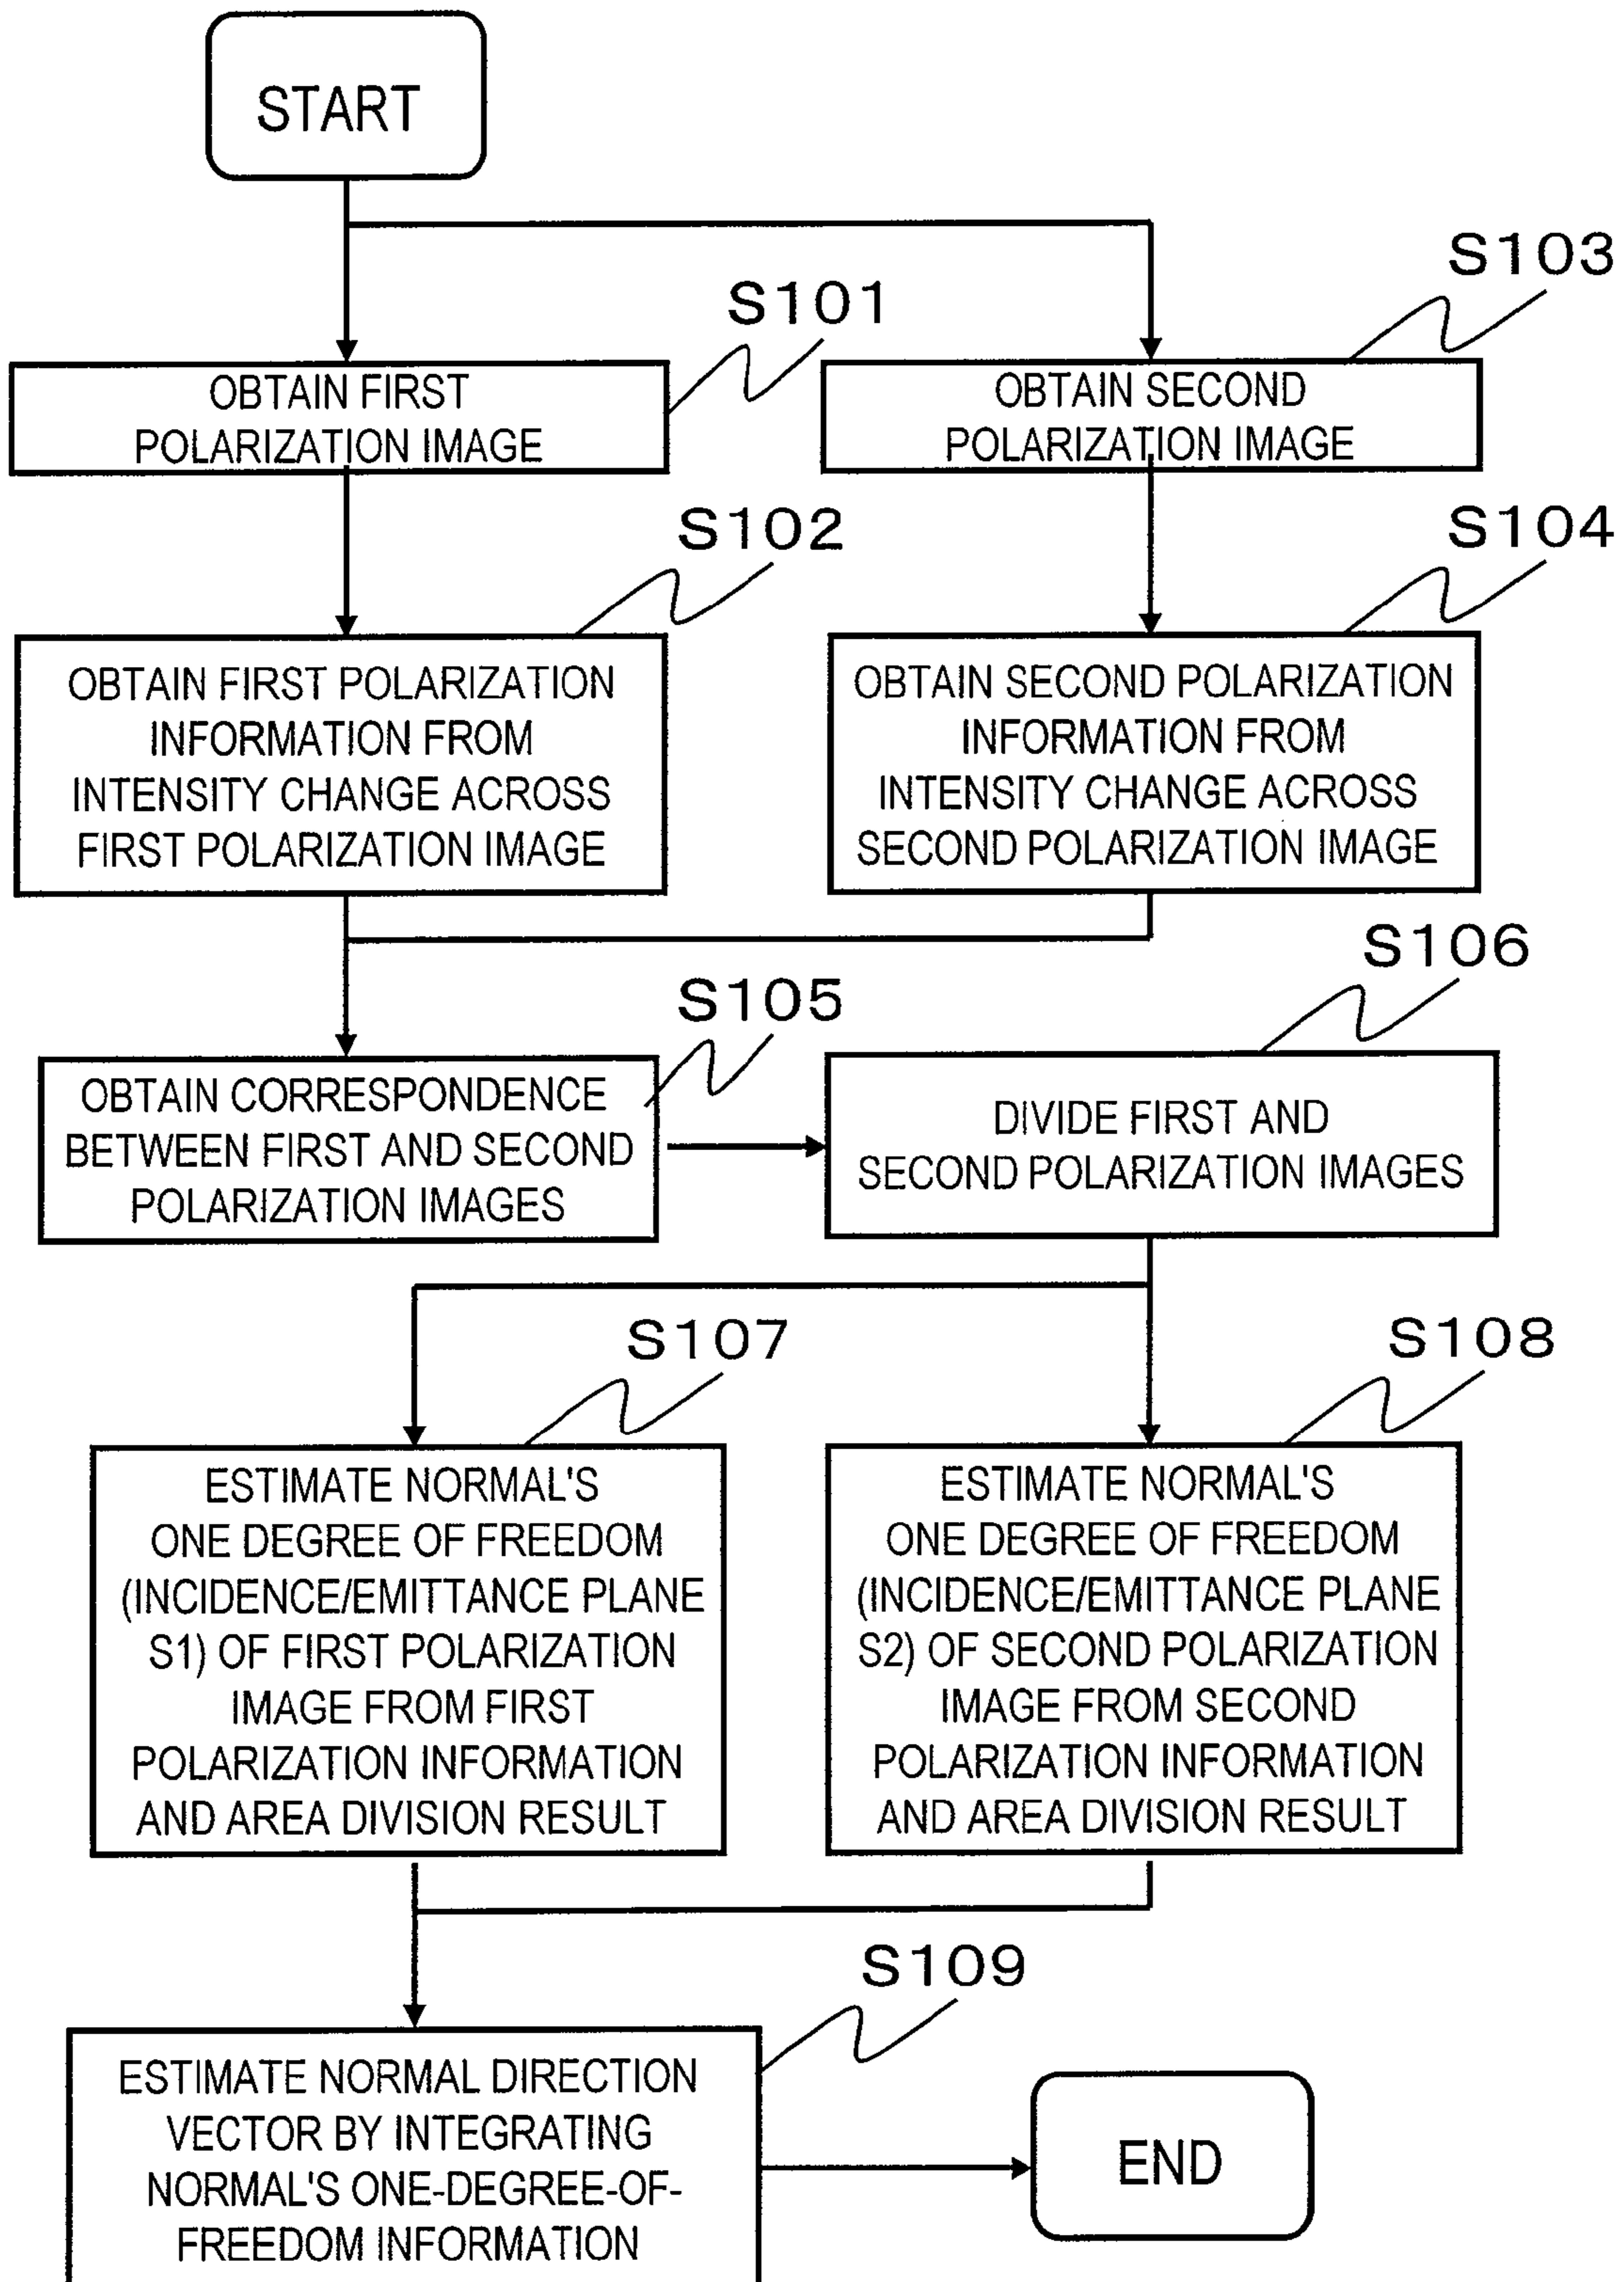 START
S101
OBTAIN FIRST
POLARIZATION IMAGE
S103
OBTAIN SECOND
POLARIZATION IMAGE
S102
OBTAIN FIRST POLARIZATION
INFORMATION FROM
INTENSITY CHANGE ACROSS
FIRST POLARIZATION IMAGE
S104
OBTAIN SECOND POLARIZATION
INFORMATION FROM
INTENSITY CHANGE ACROSS
SECOND POLARIZATION IMAGE
S105
OBTAIN CORRESPONDENCE
BETWEEN FIRST AND SECOND
POLARIZATION IMAGES
S106
DIVIDE FIRST AND
SECOND POLARIZATION IMAGES
S107
ESTIMATE NORMAL'S
ONE DEGREE OF FREEDOM
(INCIDENCE/EMITTANCE PLANE
S1) OF FIRST POLARIZATION
IMAGE FROM FIRST
POLARIZATION INFORMATION
AND AREA DIVISION RESULT
S108
ESTIMATE NORMAL'S
ONE DEGREE OF FREEDOM
(INCIDENCE/EMITTANCE PLANE
S2) OF SECOND POLARIZATION
IMAGE FROM SECOND
POLARIZATION INFORMATION
AND AREA DIVISION RESULT
S109
ESTIMATE NORMAL DIRECTION
VECTOR BY INTEGRATING
NORMAL'S ONE-DEGREE-OF-
FREEDOM INFORMATION
END